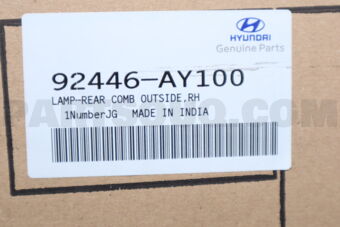 HYUNDAI
Genuine Parts
92446-AY100
LAMP-REAR COMB OUTSIDE,RH
1NumberJG MADE IN INDIA